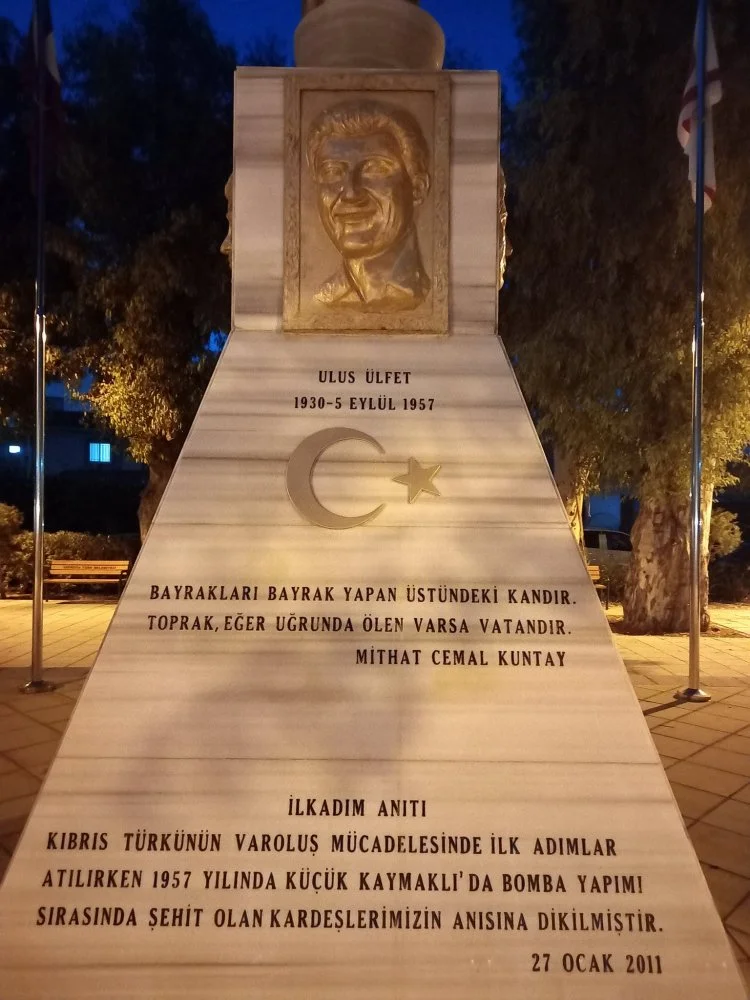 ULUS ÜLFET
1930-5 EYLÜL 1957
BAYRAKLARI BAYRAK YAPAN ÜSTÜNDEKİ KANDIR.
TOPRAK, EĞER UĞRUNDA ÖLEN VARSA VATANDIR.
MİTHAT CEMAL KUNTAY
İLKADIM ANITI
KIBRIS TÜRKÜNÜN VAROLUŞ MÜCADELESİNDE İLK ADIMLAR
ATILIRKEN 1957 YILINDA KÜÇÜK KAYMAKLI'DA BOMBA YAPIMI
SIRASINDA ŞEHİT OLAN KARDEŞLERİMİZİN ANISINA DİKİLMİŞTİR.
27 OCAK 2011